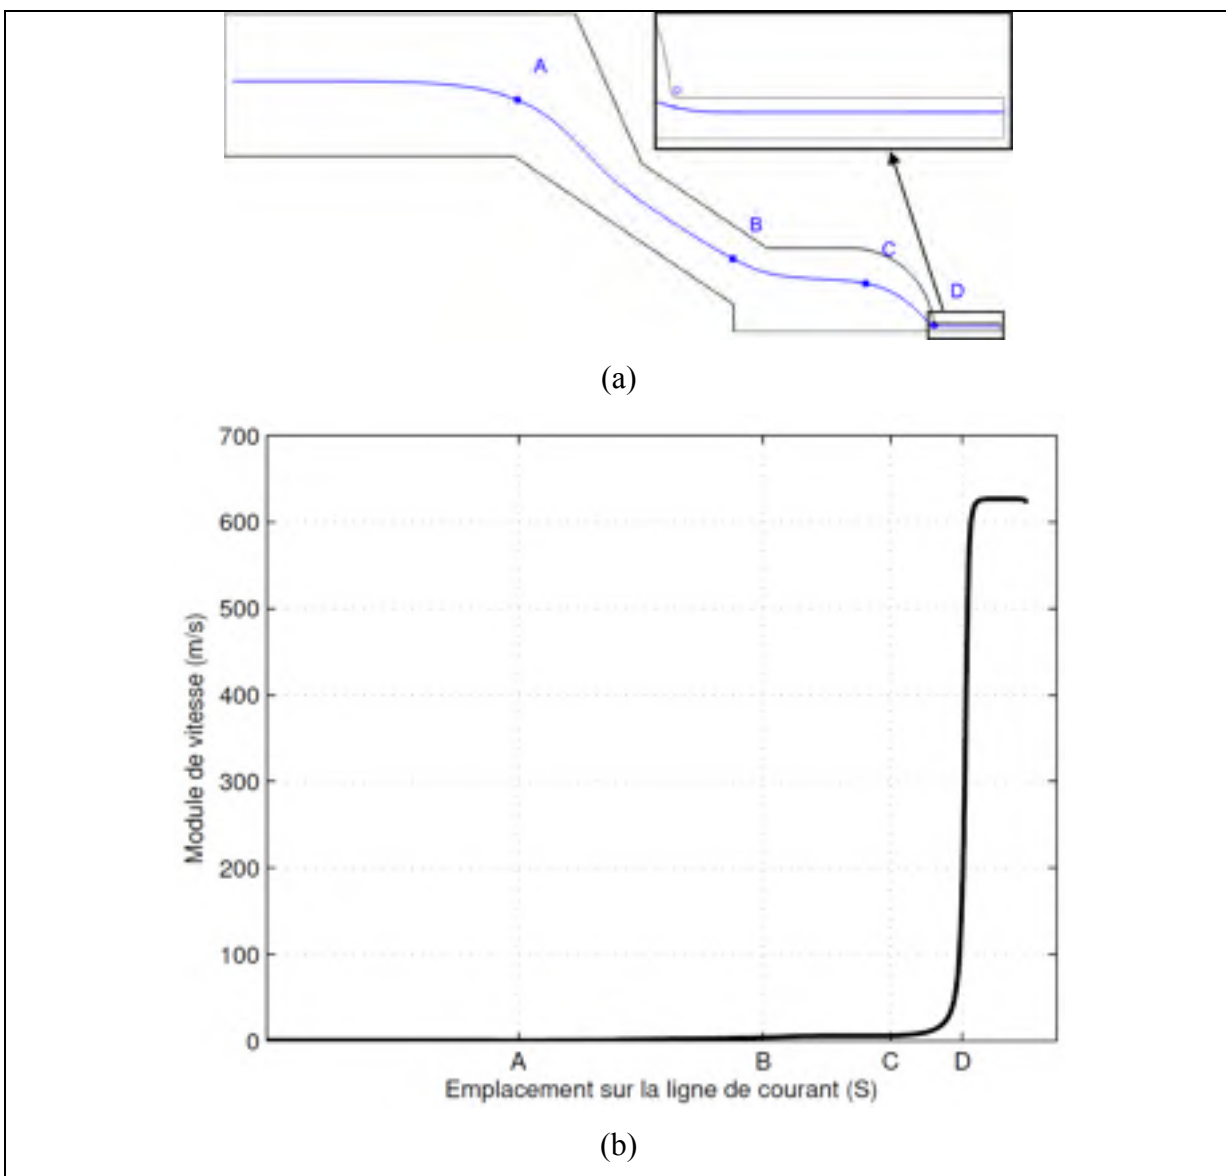 A
B
C
D
(a)
700
600
500
400
300
200
100
0
Module de vitesse (m/s)
A B C D
Emplacement sur la ligne de courant (S)
(b)